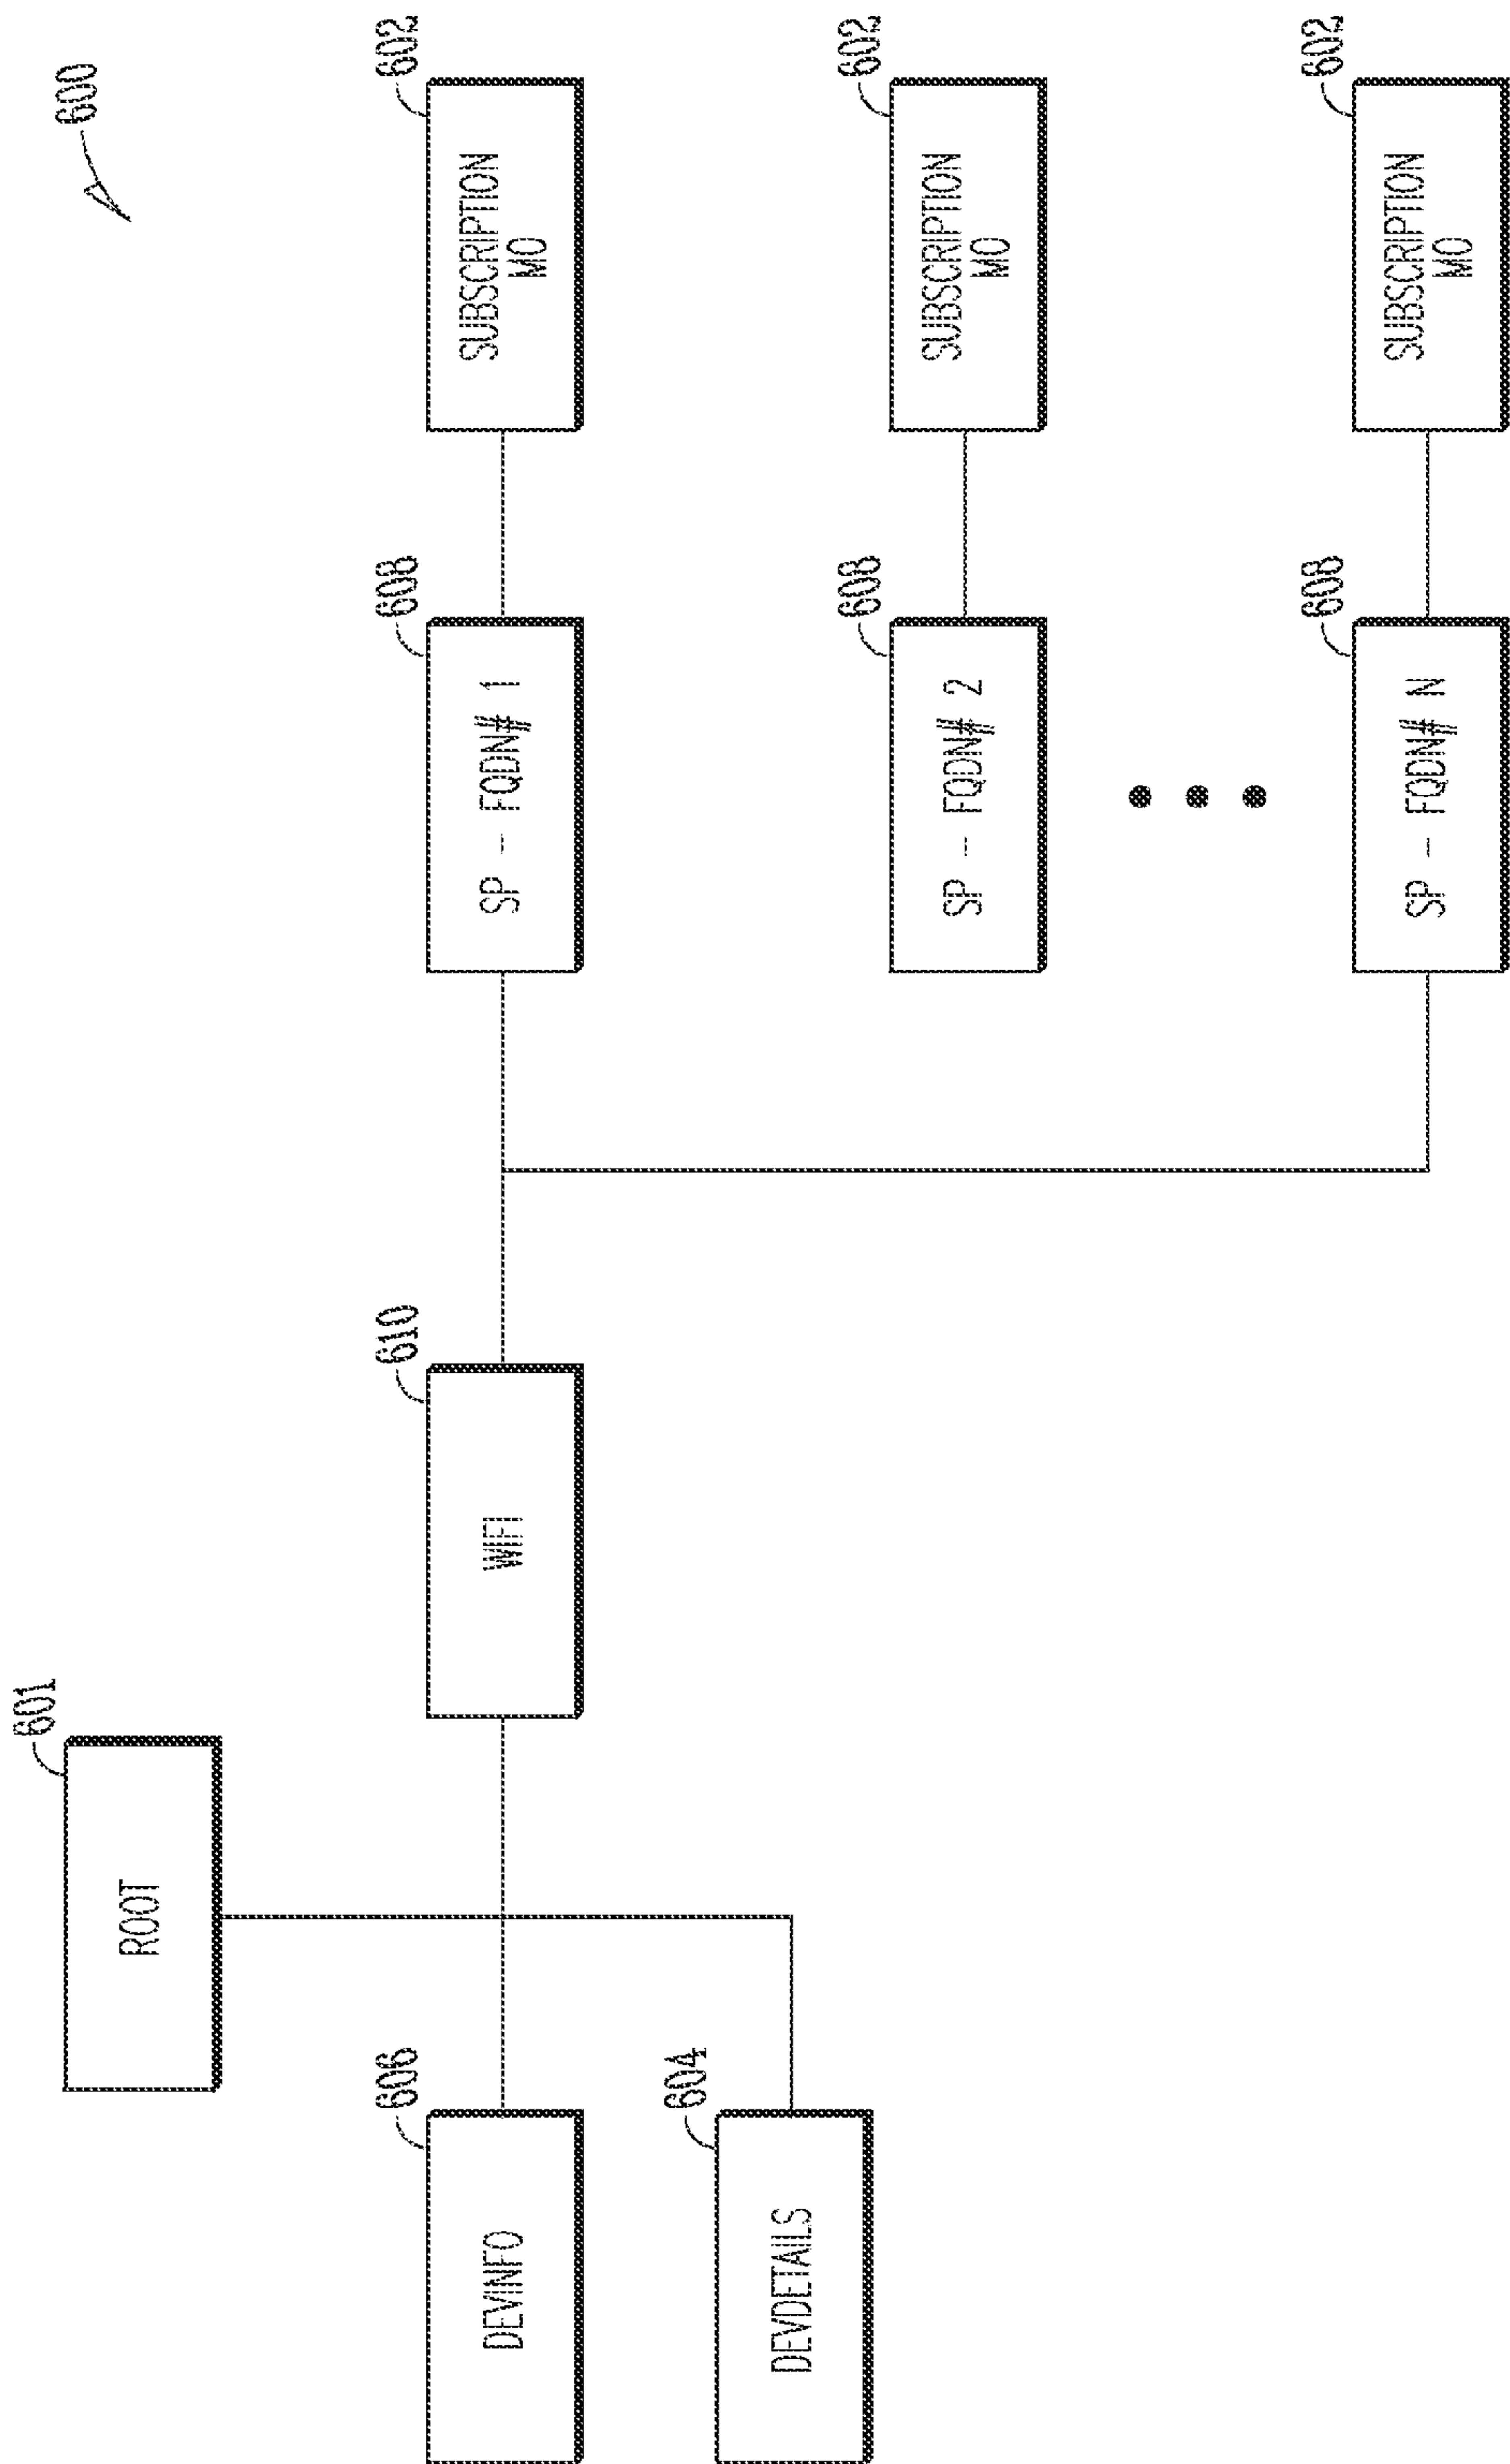 600
601
ROOT
606
DEVINFO
610
WIFI
608
SP - FQDN# 1
602
SUBSCRIPTION
MO
604
DEVDETAILS
608
SP - FQDN# 2
602
SUBSCRIPTION
MO
608
SP - FQDN# N
602
SUBSCRIPTION
MO